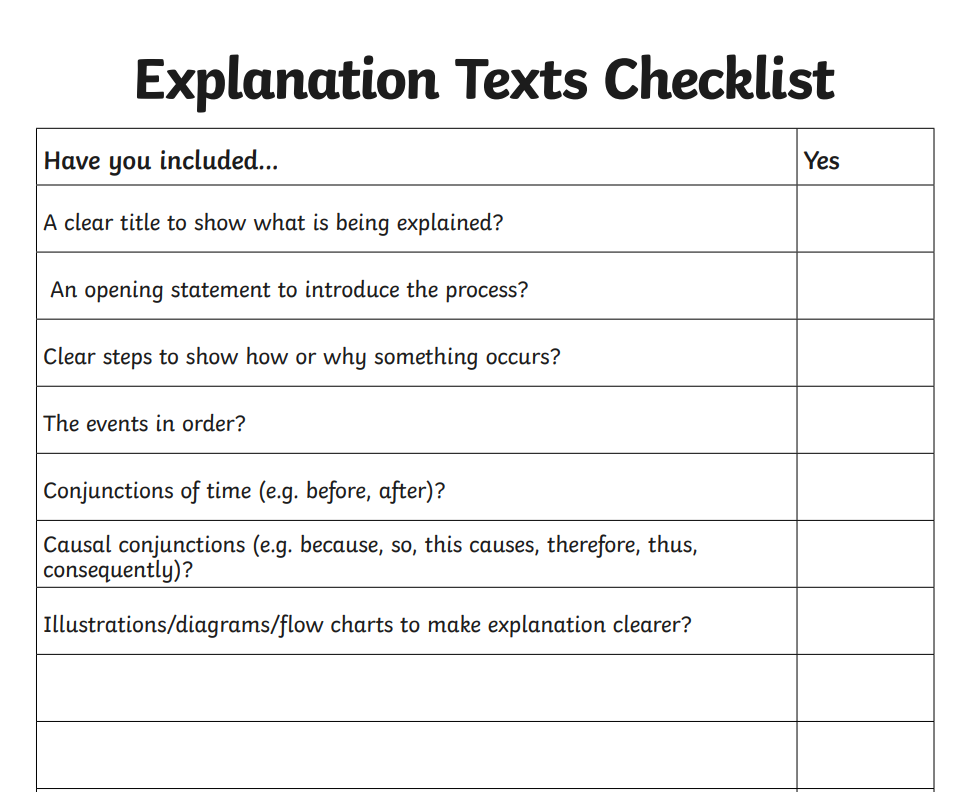 Explanation Texts Checklist
Have you included...
Yes
A clear title to show what is being explained?
An opening statement to introduce the process?
Clear steps to show how or why something occurs?
The events in order?
Conjunctions of time (e.g. before, after)?
Causal conjunctions (e.g. because, so, this causes, therefore, thus,
consequently)?
Illustrations/diagrams/flow charts to make explanation clearer?